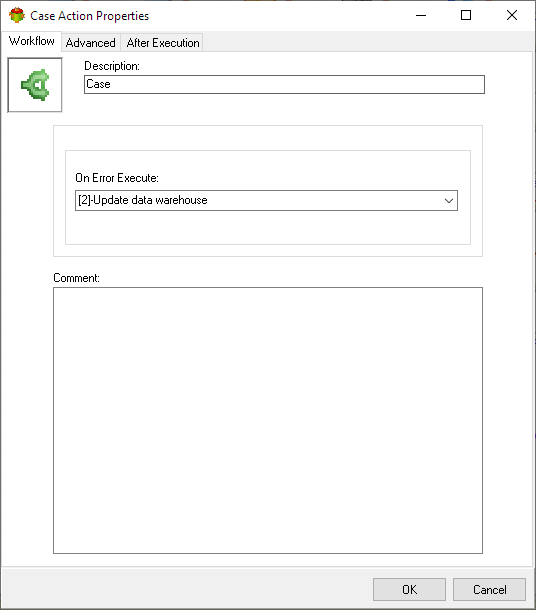 Case Action Properties
Workflow Advanced After Execution
Description:
Case
On Error Execute:
[2]-Update data warehouse
Comment:
OK Cancel